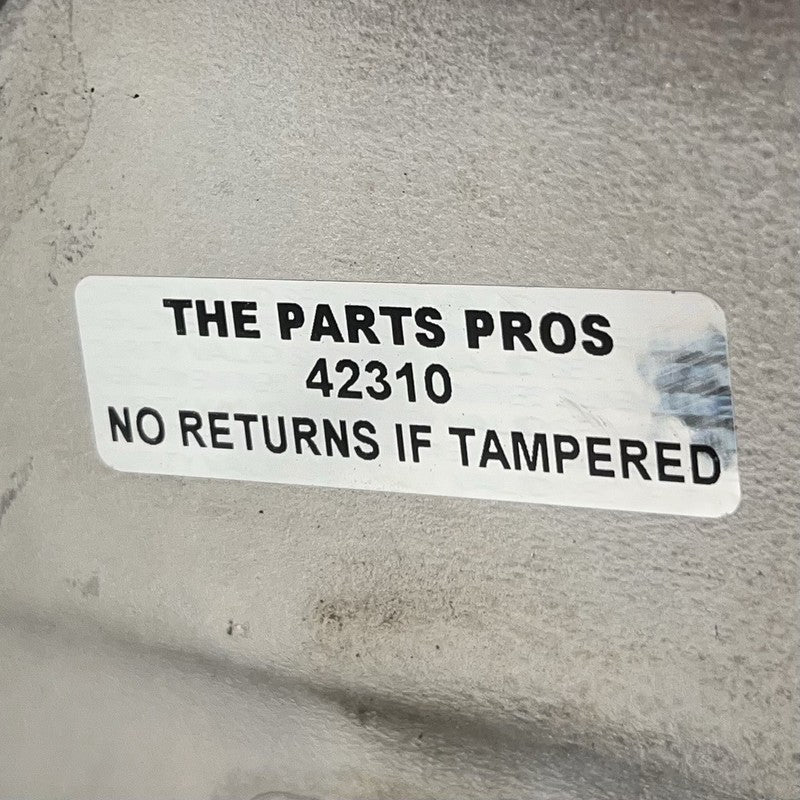 THE PARTS PROS
42310
NO RETURNS IF TAMPERED